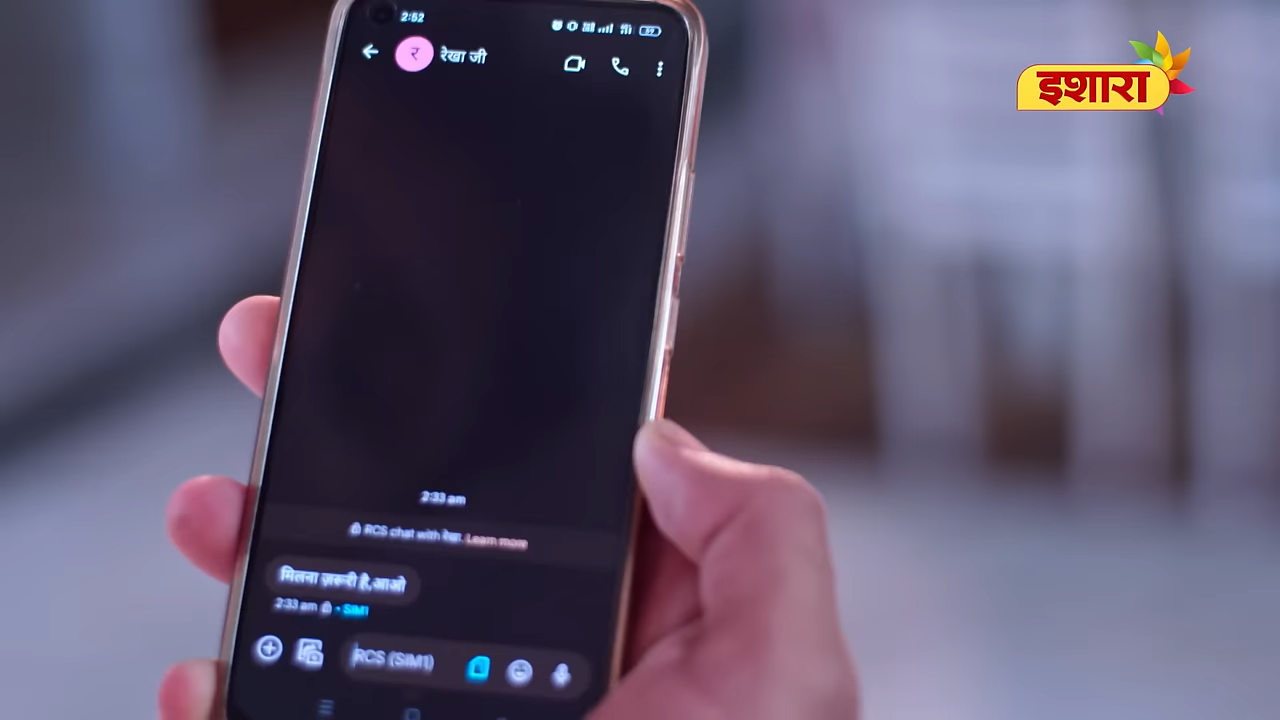 2:52
रेखा जी
र
इशारा
2:33 am
RCS chat with रेखा. Learn more
मिलना ज़रूरी है,आओ
2:33 am • SIM1
RCS (SIM1)